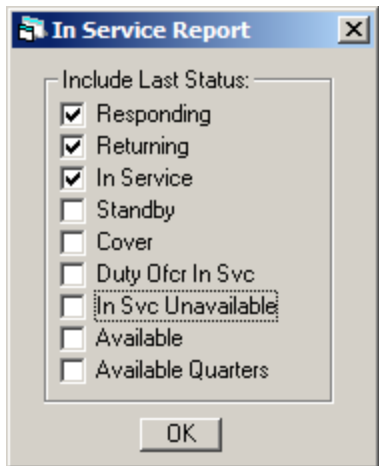 In Service Report
Include Last Status:
Responding
Returning
In Service
Standby
Cover
Duty Ofcr In Svc
In Svc Unavailable
Available
Available Quarters
OK